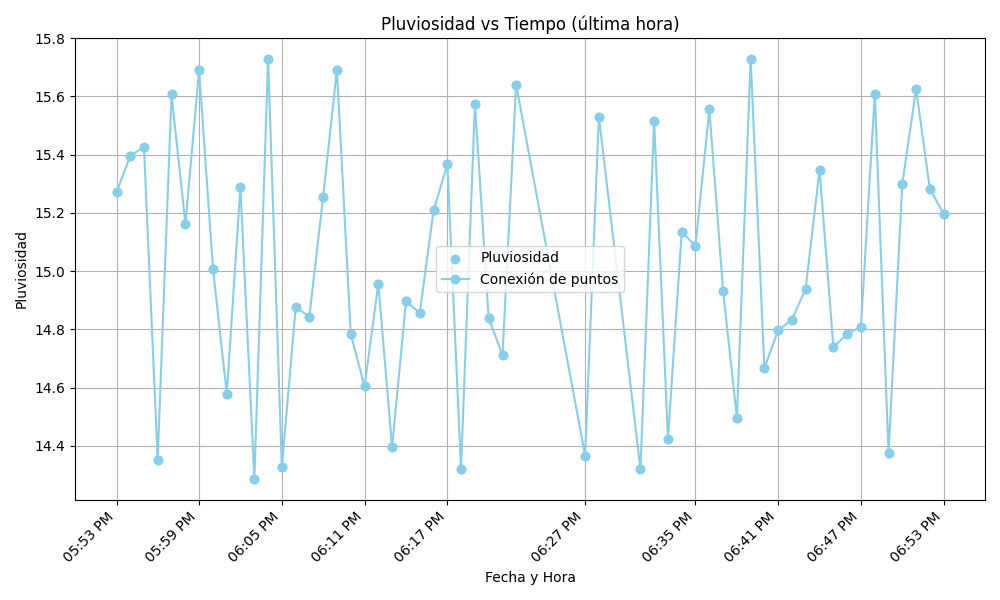 Pluviosidad vs Tiempo (última hora)
15.8
15.6
15.4
15.2
15.0
14.8
14.6
14.4
Pluviosidad
Pluviosidad
Conexión de puntos
05:53 PM
05:59 PM
06:05 PM
06:11 PM
06:17 PM
06:27 PM
06:35 PM
06:41 PM
06:47 PM
06:53 PM
Fecha y Hora